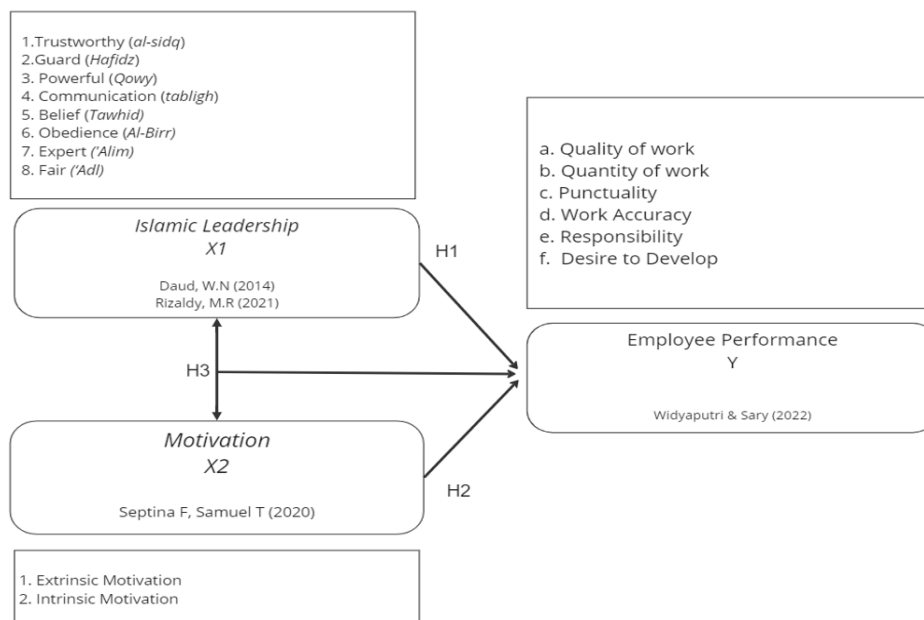 1.Trustworthy (al-sidq)
2.Guard (Hafidz)
3. Powerful (Qowy)
4. Communication (tabligh)
5. Belief (Tawhid)
6. Obedience (Al-Birr)
7. Expert ('Alim)
8. Fair ('Adl)
Islamic Leadership
X1
Daud, W.N (2014)
Rizaldy, M.R (2021)
H1
H3
Motivation
X2
Septina F, Samuel T (2020)
H2
1. Extrinsic Motivation
2. Intrinsic Motivation
a. Quality of work
b. Quantity of work
c. Punctuality
d. Work Accuracy
e. Responsibility
f. Desire to Develop
Employee Performance
Y
Widyaputri & Sary (2022)